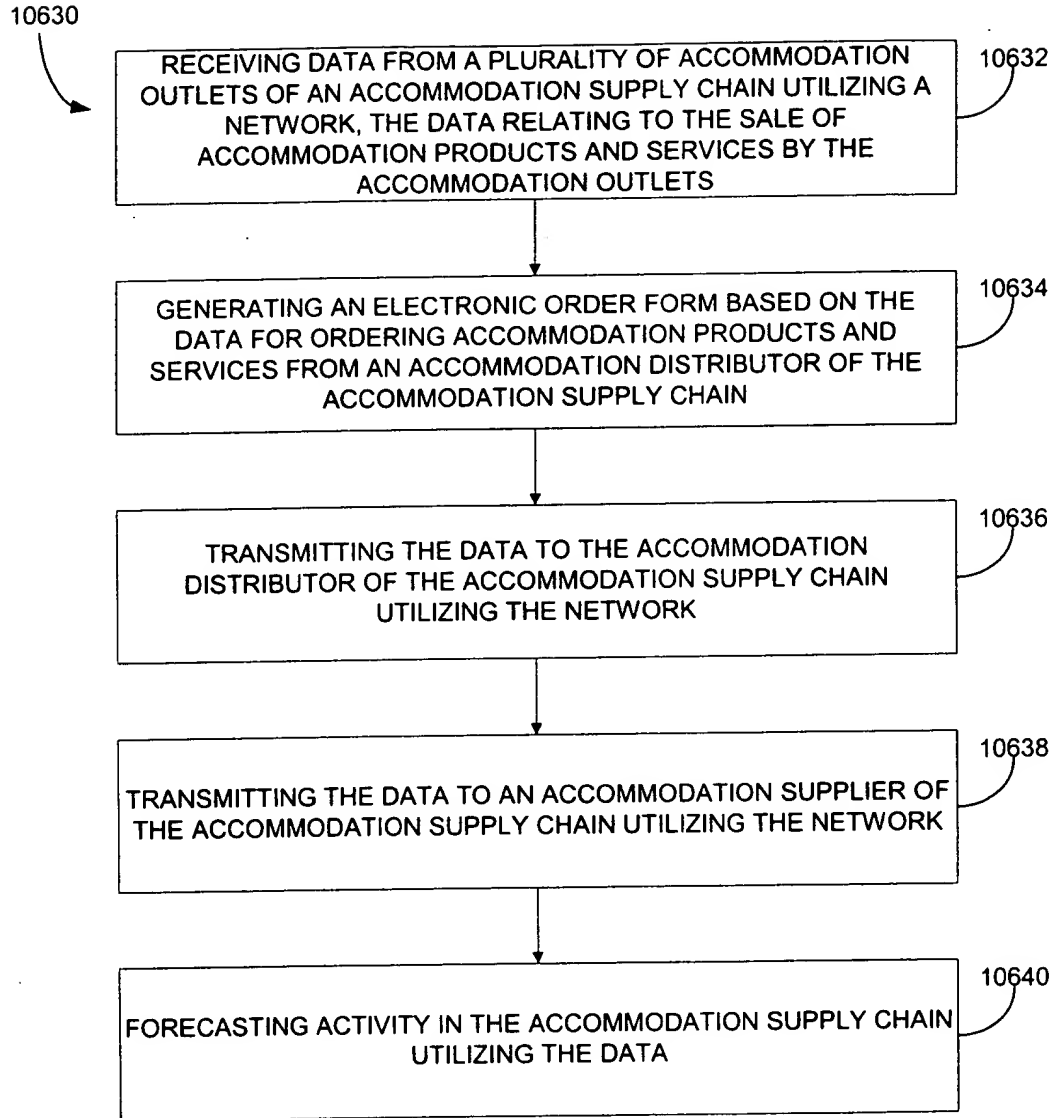 10630
RECEIVING DATA FROM A PLURALITY OF ACCOMMODATION
OUTLETS OF AN ACCOMMODATION SUPPLY CHAIN UTILIZING A
NETWORK, THE DATA RELATING TO THE SALE OF
ACCOMMODATION PRODUCTS AND SERVICES BY THE
ACCOMMODATION OUTLETS
10632
GENERATING AN ELECTRONIC ORDER FORM BASED ON THE
DATA FOR ORDERING ACCOMMODATION PRODUCTS AND
SERVICES FROM AN ACCOMMODATION DISTRIBUTOR OF THE
ACCOMMODATION SUPPLY CHAIN
10634
TRANSMITTING THE DATA TO THE ACCOMMODATION
DISTRIBUTOR OF THE ACCOMMODATION SUPPLY CHAIN
UTILIZING THE NETWORK
10636
TRANSMITTING THE DATA TO AN ACCOMMODATION SUPPLIER OF
THE ACCOMMODATION SUPPLY CHAIN UTILIZING THE NETWORK
10638
FORECASTING ACTIVITY IN THE ACCOMMODATION SUPPLY CHAIN
UTILIZING THE DATA
10640